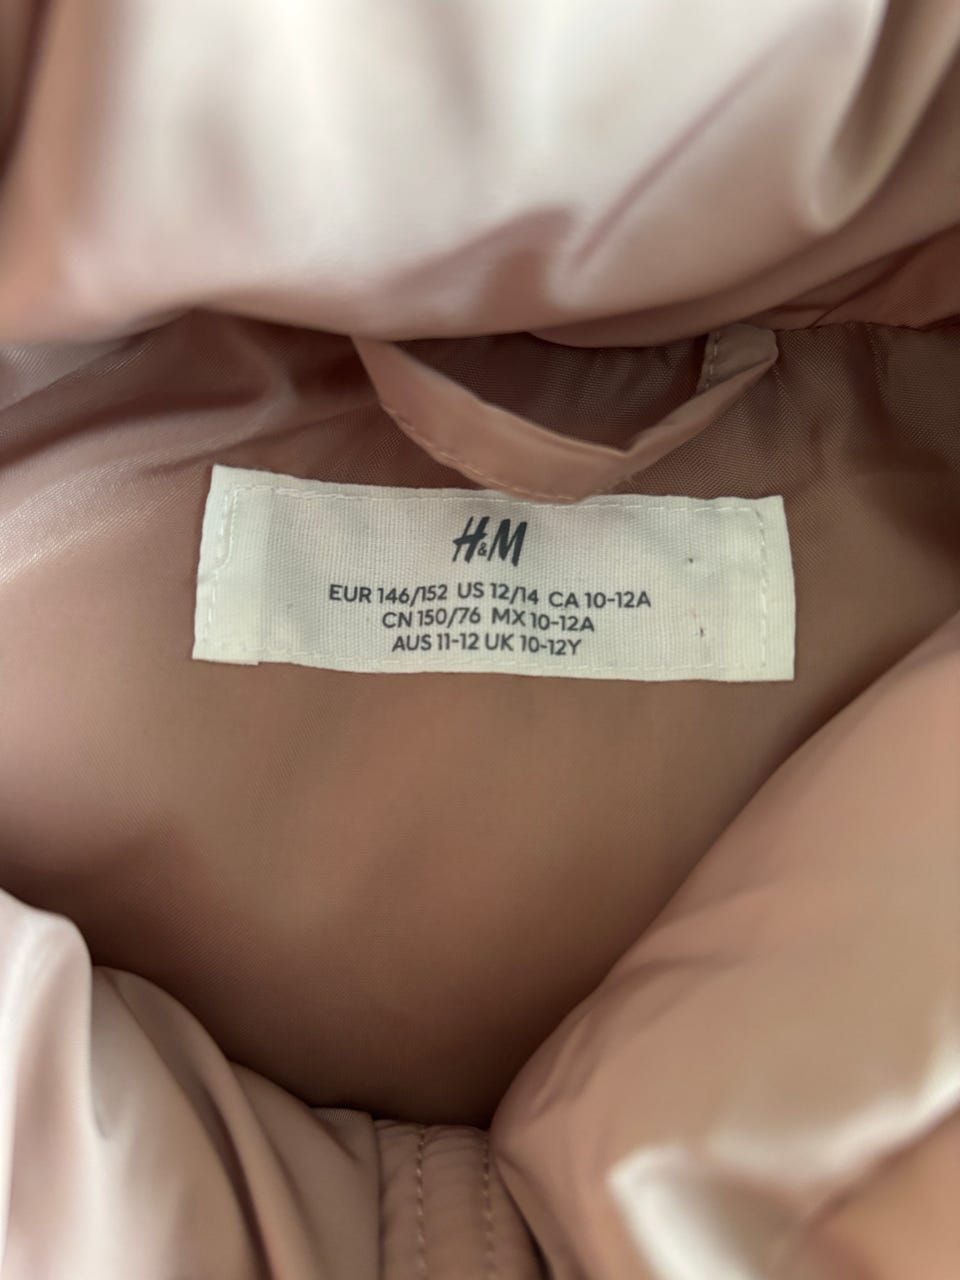 H&M
EUR 146/152 US 12/14 CA 10-12A
CN 150/76 MX 10-12A
AUS 11-12 UK 10-12Y